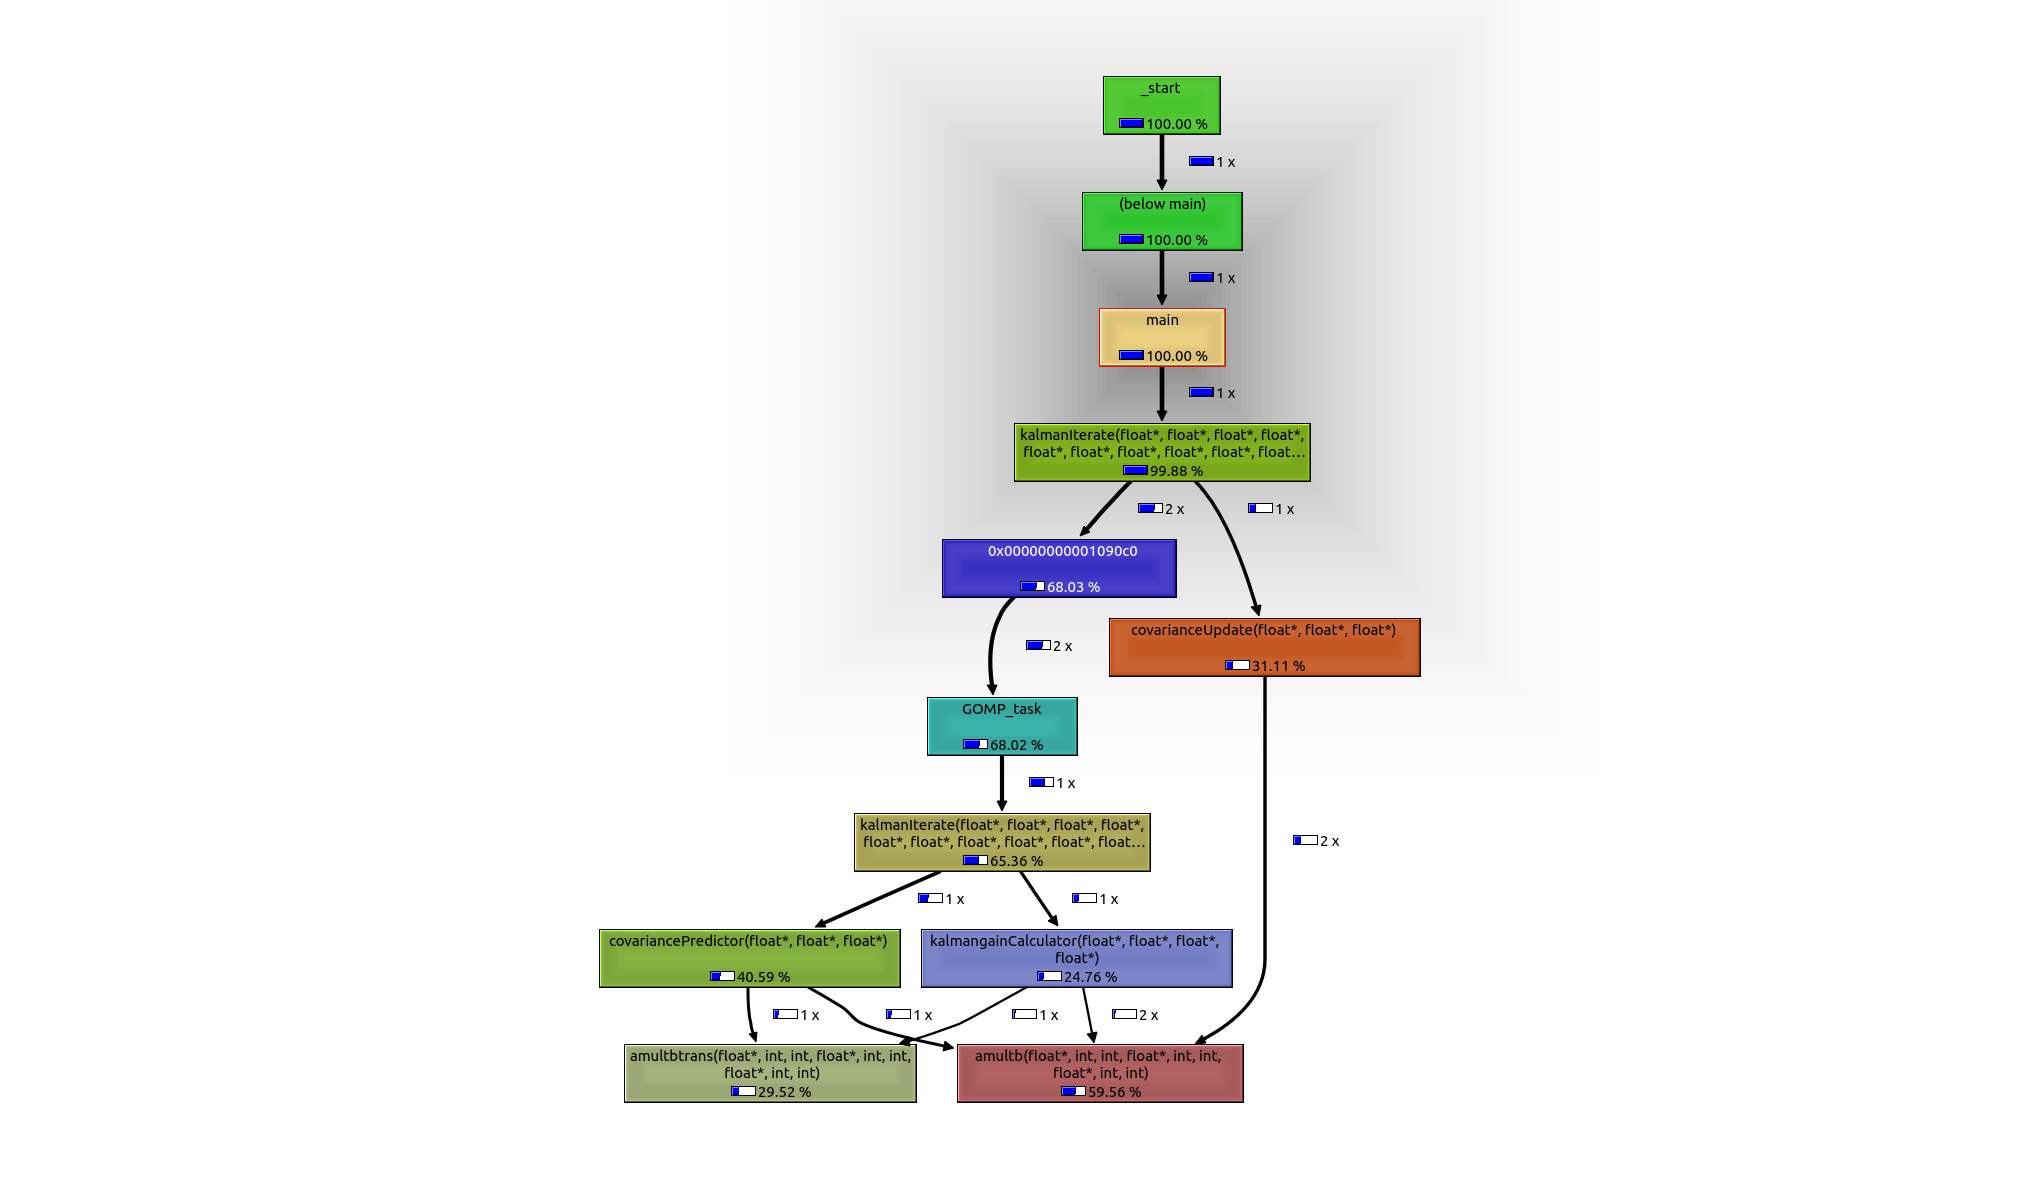 _start
100.00 %
1 x
(below main)
100.00 %
1 x
main
100.00 %
1 x
kalmanIterate(float*, float*, float*, float*,
float*, float*, float*, float*, float*, float...
99.88 %
2 x
1 x
0x00000000001090c0
68.03 %
2 x
covarianceUpdate(float*, float*, float*)
31.11 %
GOMP_task
68.02 %
1 x
kalmanIterate(float*, float*, float*, float*,
float*, float*, float*, float*, float*, float...
65.36 %
2 x
1 x
1 x
covariancePredictor(float*, float*, float*)
40.59 %
kalmangainCalculator(float*, float*, float*,
float*)
24.76 %
1 x
1 x
1 x
2 x
amultbtrans(float*, int, int, float*, int, int,
float*, int, int)
29.52 %
amultb(float*, int, int, float*, int, int,
float*, int, int)
59.56 %